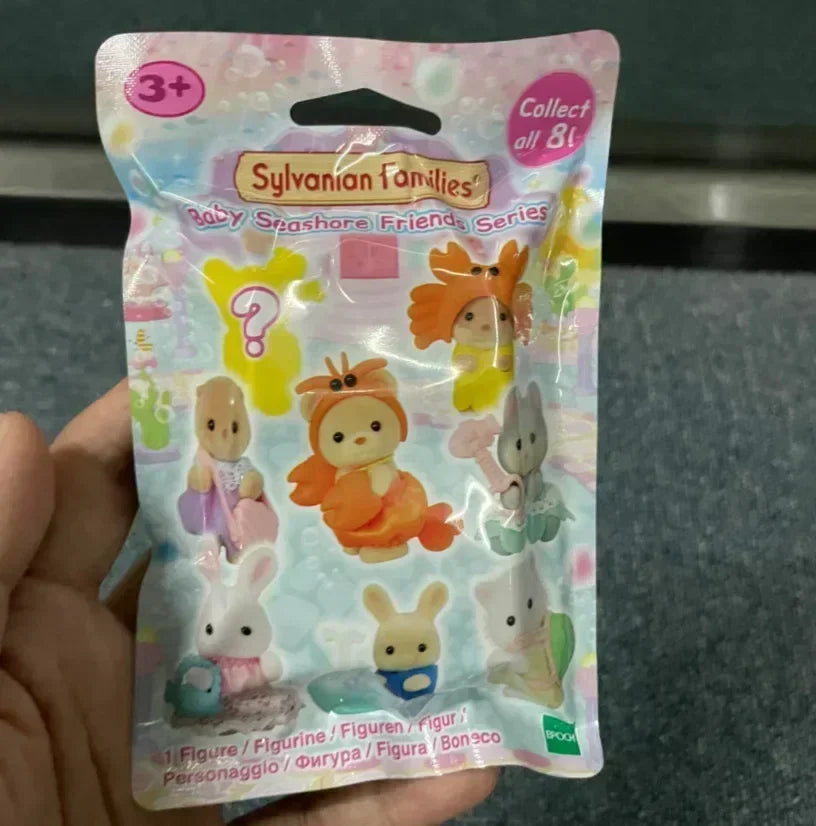 3+
Collect
all 8!
Sylvanian Families
Baby Seashore Friends Series
?
1 Figure / Figurine / Figuren / Figur /
Personaggio / Фигура / Figura / Boneco
EPOCH